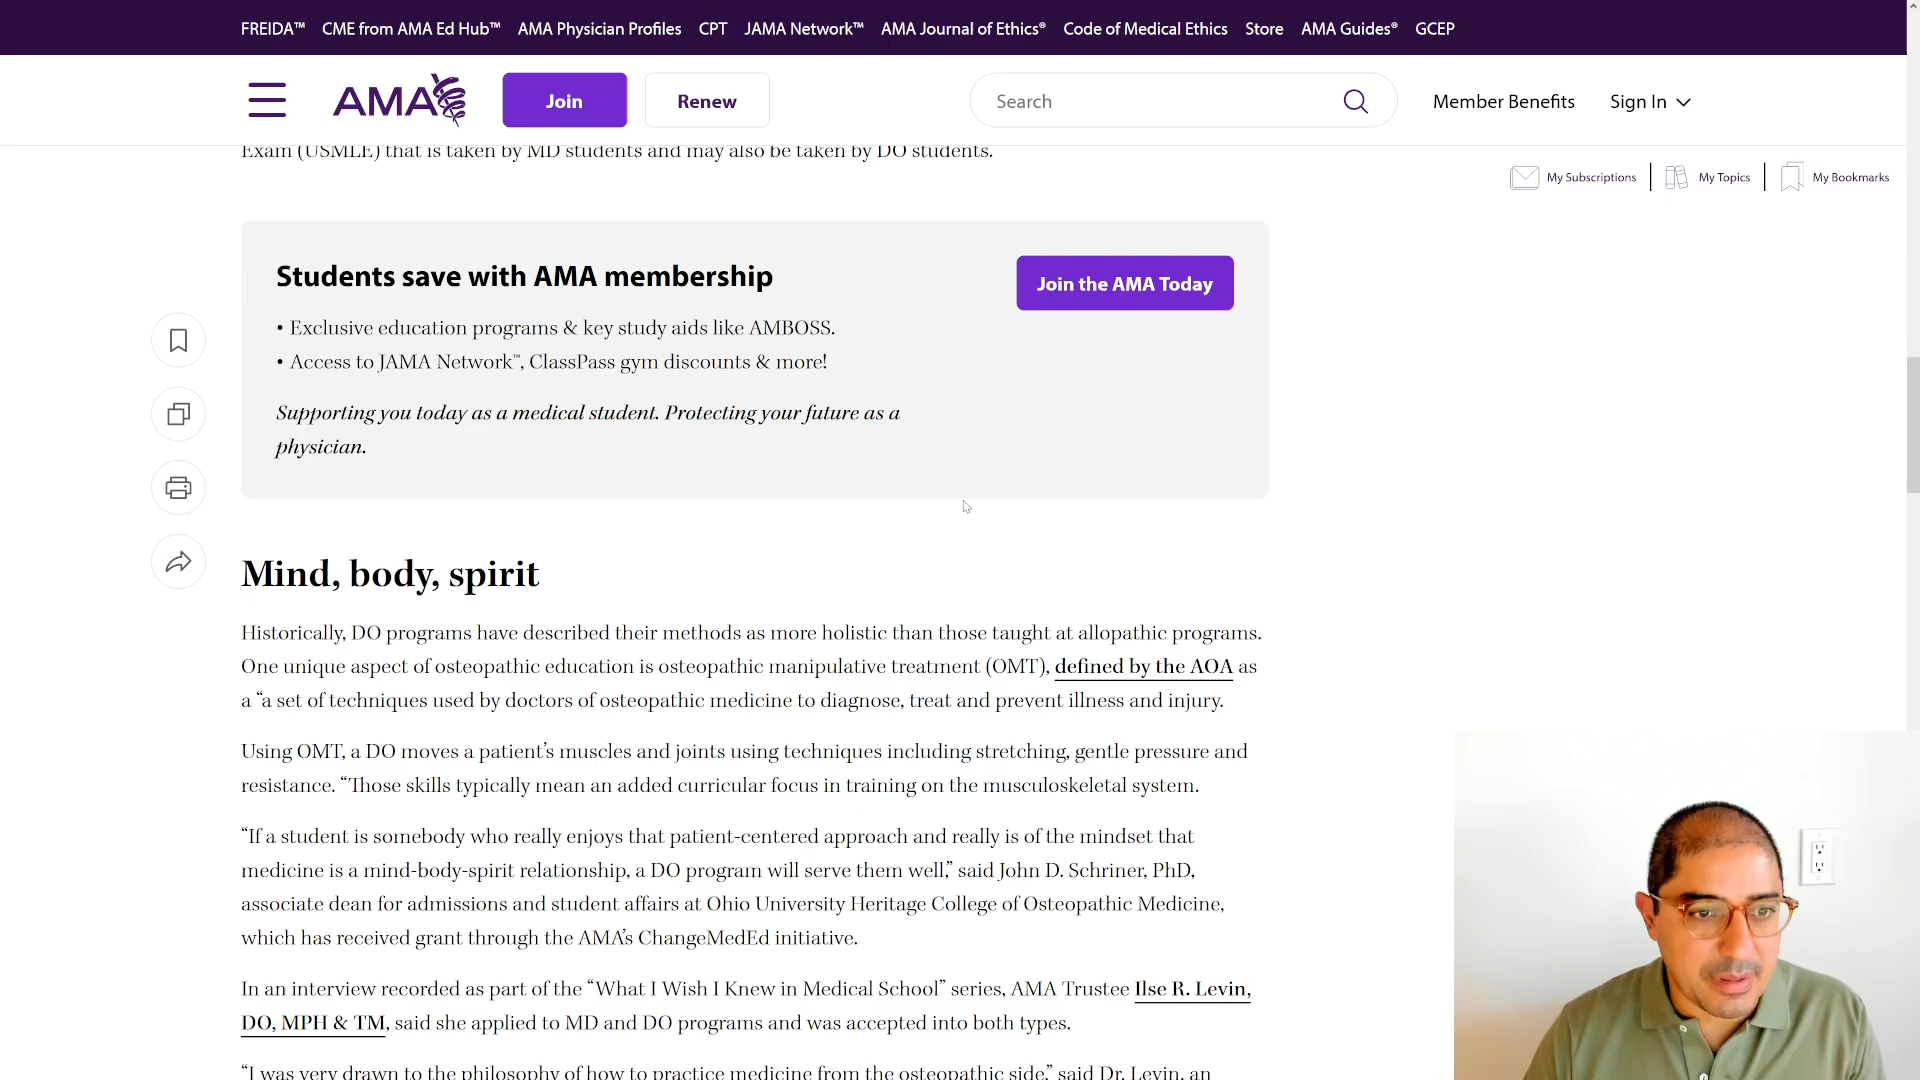 FREIDA™ CME from AMA Ed Hub™ AMA Physician Profiles CPT JAMA Network™ AMA Journal of Ethics® Code of Medical Ethics Store AMA Guides® GCEP
AMA Join Renew Search Member Benefits Sign In
Exam (USMLE) that is taken by MD students and may also be taken by DO students.
My Subscriptions My Topics My Bookmarks
Students save with AMA membership
Join the AMA Today
• Exclusive education programs & key study aids like AMBOSS.
• Access to JAMA Network™, ClassPass gym discounts & more!
Supporting you today as a medical student. Protecting your future as a
physician.
Mind, body, spirit
Historically, DO programs have described their methods as more holistic than those taught at allopathic programs.
One unique aspect of osteopathic education is osteopathic manipulative treatment (OMT), defined by the AOA as
a “a set of techniques used by doctors of osteopathic medicine to diagnose, treat and prevent illness and injury.
Using OMT, a DO moves a patient’s muscles and joints using techniques including stretching, gentle pressure and
resistance. “Those skills typically mean an added curricular focus in training on the musculoskeletal system.
“If a student is somebody who really enjoys that patient-centered approach and really is of the mindset that
medicine is a mind-body-spirit relationship, a DO program will serve them well,” said John D. Schriner, PhD,
associate dean for admissions and student affairs at Ohio University Heritage College of Osteopathic Medicine,
which has received grant through the AMA’s ChangeMedEd initiative.
In an interview recorded as part of the “What I Wish I Knew in Medical School” series, AMA Trustee Ilse R. Levin,
DO, MPH & TM, said she applied to MD and DO programs and was accepted into both types.
“I was very drawn to the philosophy of how to practice medicine from the osteopathic side,” said Dr. Levin, an